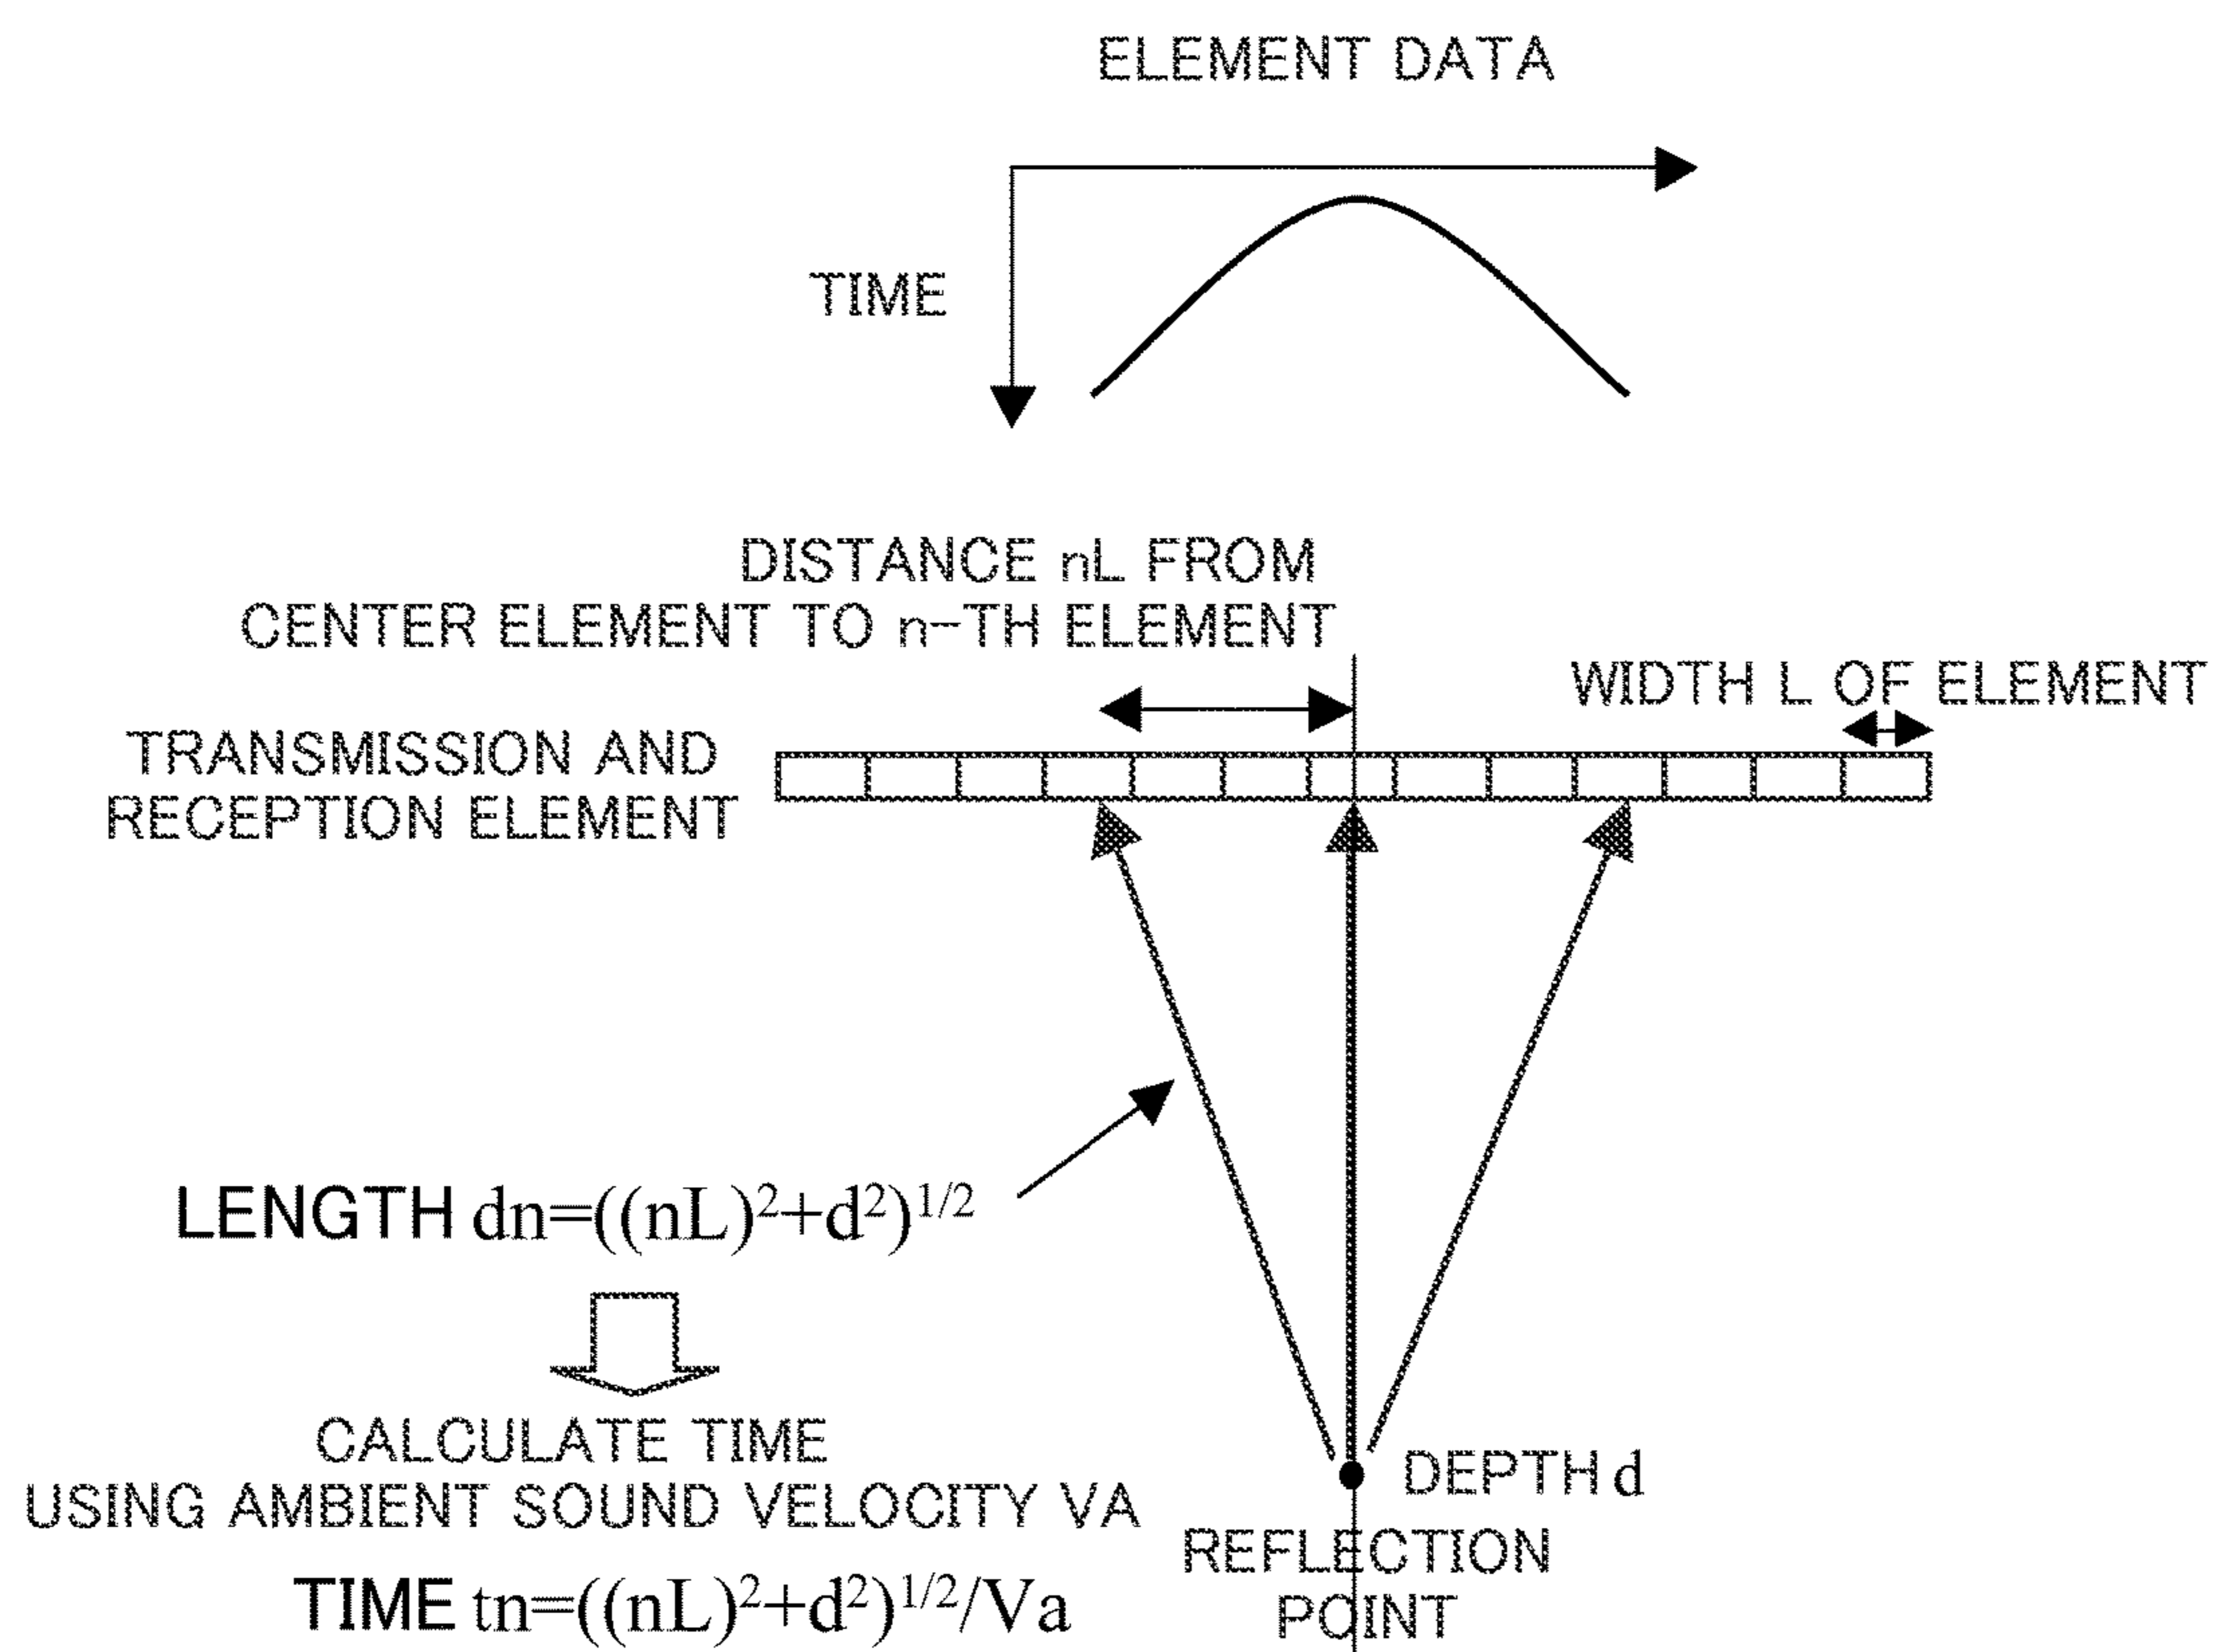 ELEMENT DATA
TIME
DISTANCE nL FROM
CENTER ELEMENT TO n-TH ELEMENT
WIDTH L OF ELEMENT
TRANSMISSION AND
RECEPTION ELEMENT
LENGTH dn=((nL)²+d²)¹/²
CALCULATE TIME
USING AMBIENT SOUND VELOCITY VA
TIME tn=((nL)²+d²)¹/²/Va
DEPTH d
REFLECTION
POINT